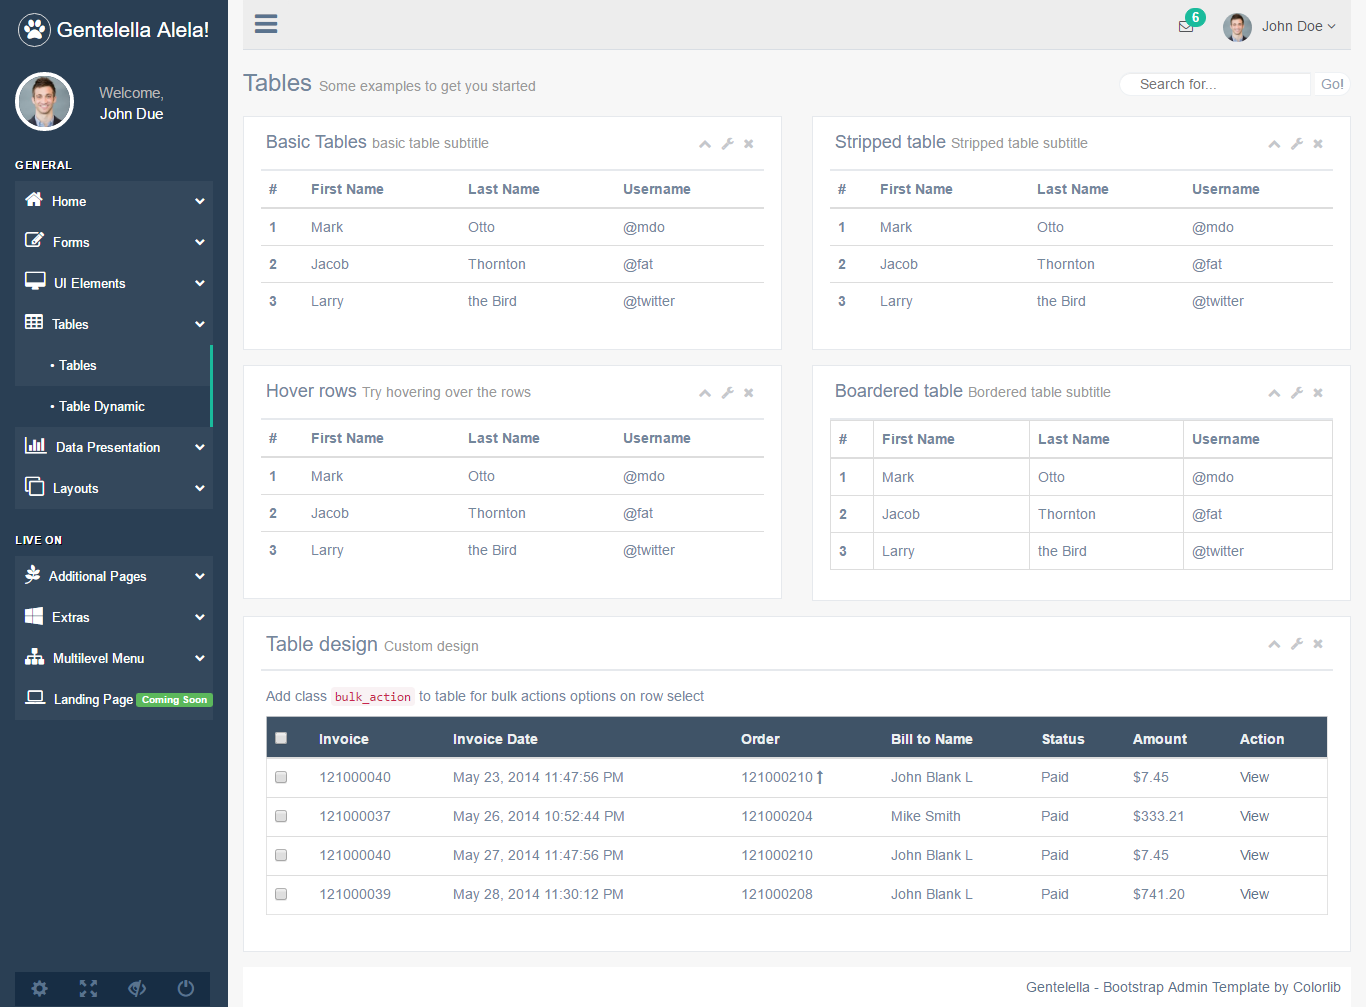 Gentelella Alela!
Welcome,
John Due
GENERAL
Home
Forms
UI Elements
Tables
• Tables
• Table Dynamic
Data Presentation
Layouts
LIVE ON
Additional Pages
Extras
Multilevel Menu
Landing Page Coming Soon
6
John Doe
Tables Some examples to get you started
Search for... Go!
Basic Tables basic table subtitle
# First Name Last Name Username
1 Mark Otto @mdo
2 Jacob Thornton @fat
3 Larry the Bird @twitter
Stripped table Stripped table subtitle
# First Name Last Name Username
1 Mark Otto @mdo
2 Jacob Thornton @fat
3 Larry the Bird @twitter
Hover rows Try hovering over the rows
# First Name Last Name Username
1 Mark Otto @mdo
2 Jacob Thornton @fat
3 Larry the Bird @twitter
Boardered table Bordered table subtitle
# First Name Last Name Username
1 Mark Otto @mdo
2 Jacob Thornton @fat
3 Larry the Bird @twitter
Table design Custom design
Add class bulk_action to table for bulk actions options on row select
Invoice Invoice Date Order Bill to Name Status Amount Action
121000040 May 23, 2014 11:47:56 PM 121000210 John Blank L Paid $7.45 View
121000037 May 26, 2014 10:52:44 PM 121000204 Mike Smith Paid $333.21 View
121000040 May 27, 2014 11:47:56 PM 121000210 John Blank L Paid $7.45 View
121000039 May 28, 2014 11:30:12 PM 121000208 John Blank L Paid $741.20 View
Gentelella - Bootstrap Admin Template by Colorlib